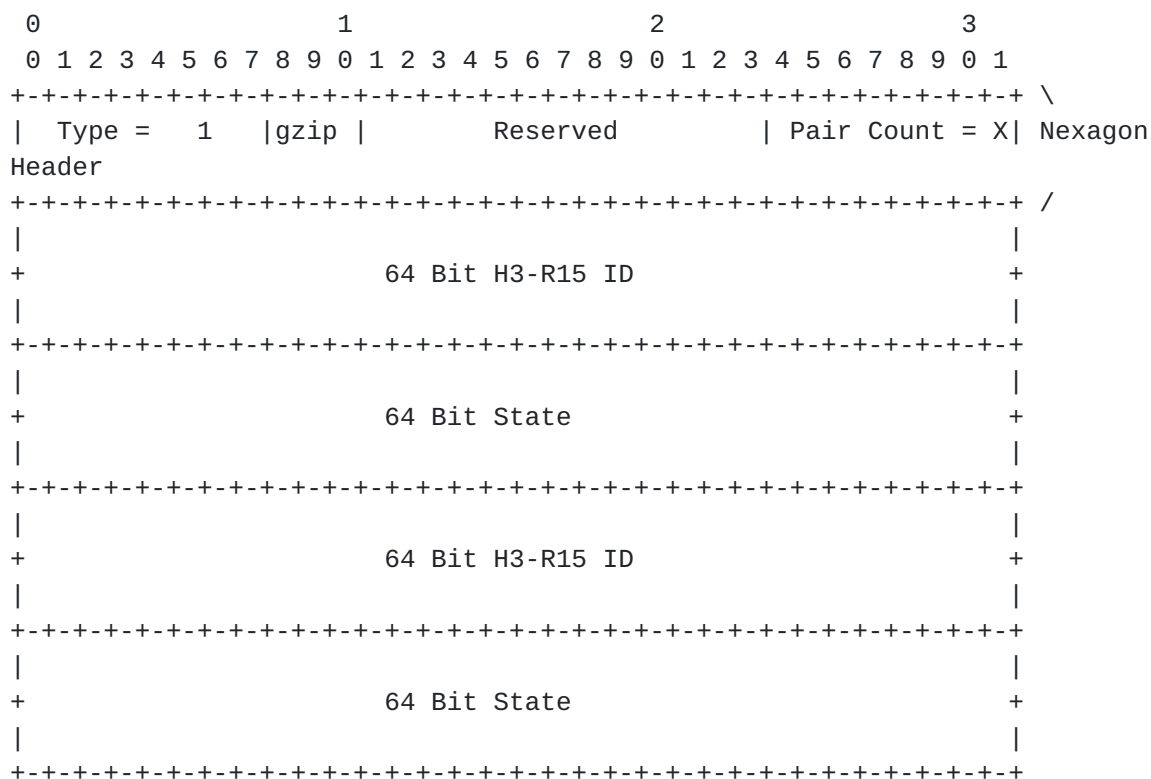 0                   1                   2                   3
 0 1 2 3 4 5 6 7 8 9 0 1 2 3 4 5 6 7 8 9 0 1 2 3 4 5 6 7 8 9 0 1
+-+-+-+-+-+-+-+-+-+-+-+-+-+-+-+-+-+-+-+-+-+-+-+-+-+-+-+-+-+-+-+-+ \
|  Type =   1   |gzip |        Reserved         | Pair Count = X| Nexagon
Header
+-+-+-+-+-+-+-+-+-+-+-+-+-+-+-+-+-+-+-+-+-+-+-+-+-+-+-+-+-+-+-+-+ /
|                                                               |
+                       64 Bit H3-R15 ID                        +
|                                                               |
+-+-+-+-+-+-+-+-+-+-+-+-+-+-+-+-+-+-+-+-+-+-+-+-+-+-+-+-+-+-+-+-+
|                                                               |
+                       64 Bit State                            +
|                                                               |
+-+-+-+-+-+-+-+-+-+-+-+-+-+-+-+-+-+-+-+-+-+-+-+-+-+-+-+-+-+-+-+-+
|                                                               |
+                       64 Bit H3-R15 ID                        +
|                                                               |
+-+-+-+-+-+-+-+-+-+-+-+-+-+-+-+-+-+-+-+-+-+-+-+-+-+-+-+-+-+-+-+-+
|                                                               |
+                       64 Bit State                            +
|                                                               |
+-+-+-+-+-+-+-+-+-+-+-+-+-+-+-+-+-+-+-+-+-+-+-+-+-+-+-+-+-+-+-+-+